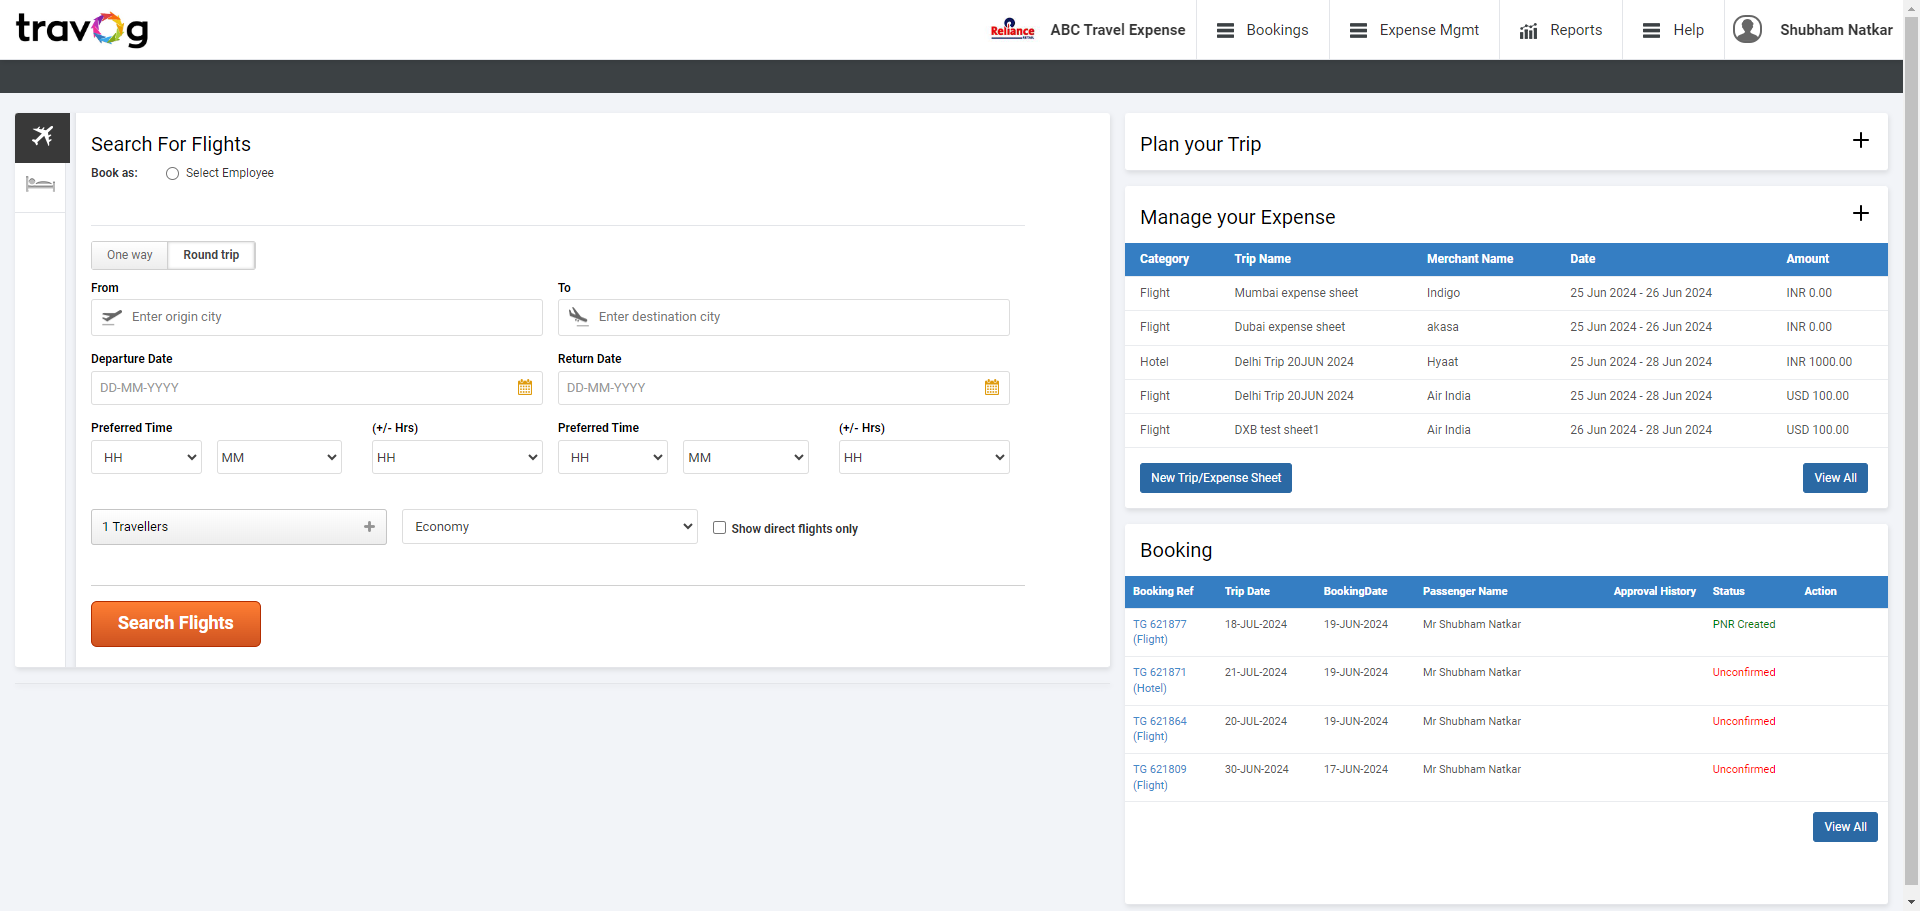 travog
Reliance
RETAIL
ABC Travel Expense
Bookings
Expense Mgmt
Reports
Help
Shubham Natkar
Search For Flights
Book as: Select Employee
One way Round trip
From To
Enter origin city Enter destination city
Departure Date Return Date
DD-MM-YYYY DD-MM-YYYY
Preferred Time (+/- Hrs) Preferred Time (+/- Hrs)
HH MM HH HH MM HH
1 Travellers Economy Show direct flights only
Search Flights
Plan your Trip
Manage your Expense
Category Trip Name Merchant Name Date Amount
Flight Mumbai expense sheet Indigo 25 Jun 2024 - 26 Jun 2024 INR 0.00
Flight Dubai expense sheet akasa 25 Jun 2024 - 26 Jun 2024 INR 0.00
Hotel Delhi Trip 20JUN 2024 Hyaat 25 Jun 2024 - 28 Jun 2024 INR 1000.00
Flight Delhi Trip 20JUN 2024 Air India 25 Jun 2024 - 28 Jun 2024 USD 100.00
Flight DXB test sheet1 Air India 26 Jun 2024 - 28 Jun 2024 USD 100.00
New Trip/Expense Sheet View All
Booking
Booking Ref Trip Date BookingDate Passenger Name Approval History Status Action
TG 621877 18-JUL-2024 19-JUN-2024 Mr Shubham Natkar PNR Created
(Flight)
TG 621871 21-JUL-2024 19-JUN-2024 Mr Shubham Natkar Unconfirmed
(Hotel)
TG 621864 20-JUL-2024 19-JUN-2024 Mr Shubham Natkar Unconfirmed
(Flight)
TG 621809 30-JUN-2024 17-JUN-2024 Mr Shubham Natkar Unconfirmed
(Flight)
View All